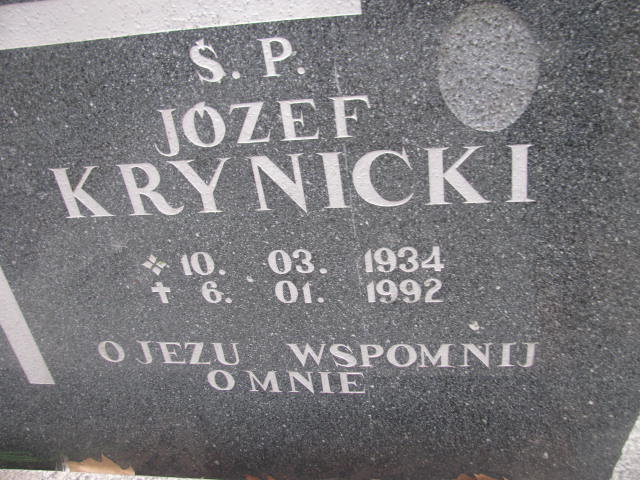 Ś. P.
JÓZEF
KRYNICKI
10. 03. 1934
✝ 6. 01. 1992
O JEZU WSPOMNIJ
O MNIE